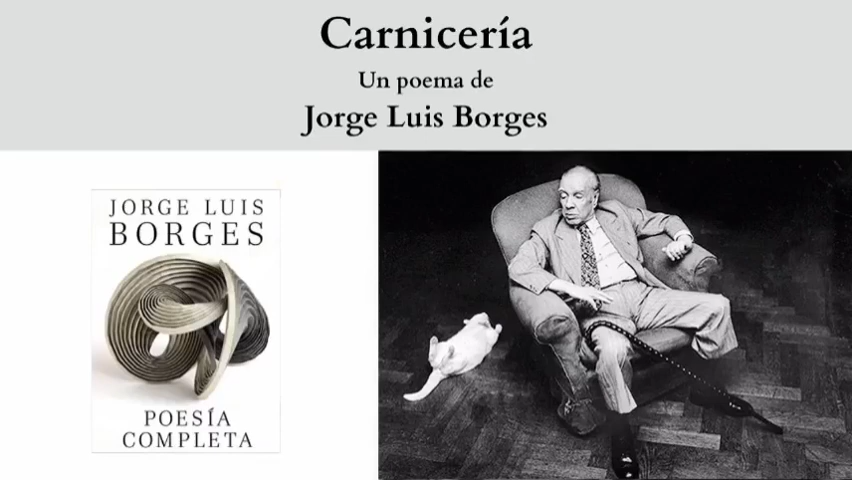 Carnicería
Un poema de
Jorge Luis Borges
JORGE LUIS
BORGES
POESÍA
COMPLETA